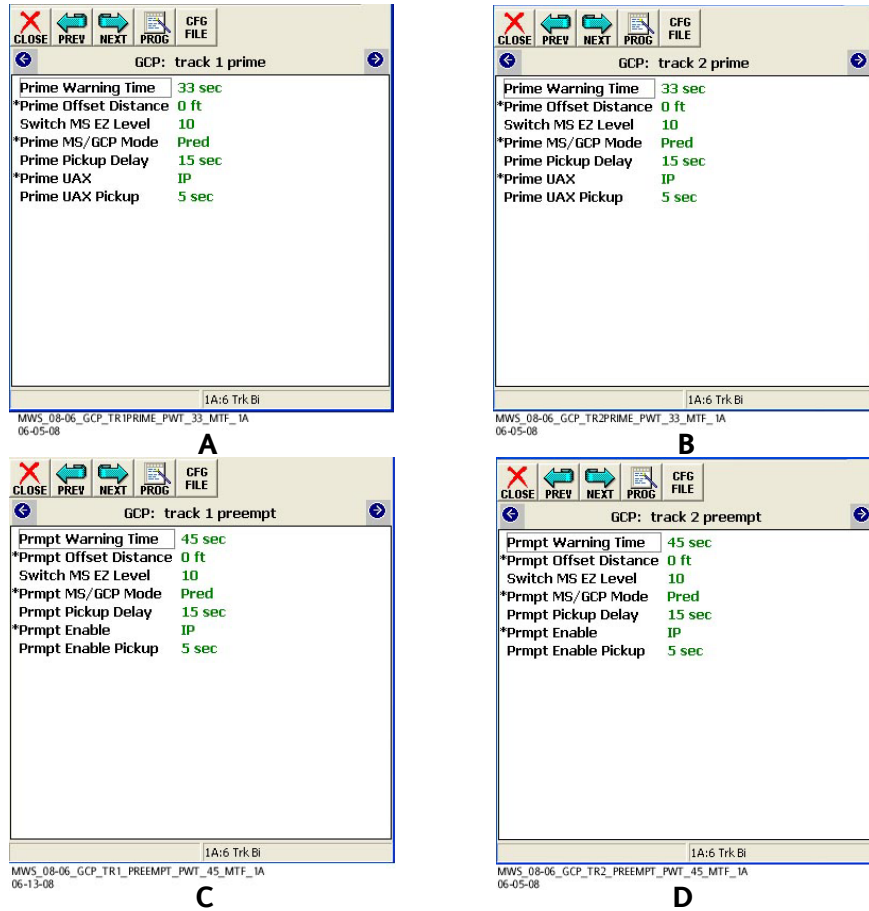 CLOSE PREV NEXT PROG CFG FILE
GCP: track 1 prime
Prime Warning Time 33 sec
*Prime Offset Distance 0 ft
Switch MS EZ Level 10
*Prime MS/GCP Mode Pred
Prime Pickup Delay 15 sec
*Prime UAX IP
Prime UAX Pickup 5 sec
1A:6 Trk Bi
MWS_08-06_GCP_TR1PRIME_PWT_33_MTF_1A
06-05-08
A
CLOSE PREV NEXT PROG CFG FILE
GCP: track 2 prime
Prime Warning Time 33 sec
*Prime Offset Distance 0 ft
Switch MS EZ Level 10
*Prime MS/GCP Mode Pred
Prime Pickup Delay 15 sec
*Prime UAX IP
Prime UAX Pickup 5 sec
1A:6 Trk Bi
MWS_08-06_GCP_TR2PRIME_PWT_33_MTF_1A
06-05-08
B
CLOSE PREV NEXT PROG CFG FILE
GCP: track 1 preempt
Prmpt Warning Time 45 sec
*Prmpt Offset Distance 0 ft
Switch MS EZ Level 10
*Prmpt MS/GCP Mode Pred
Prmpt Pickup Delay 15 sec
*Prmpt Enable IP
Prmpt Enable Pickup 5 sec
1A:6 Trk Bi
MWS_08-06_GCP_TR1_PREEMPT_PWT_45_MTF_1A
06-13-08
C
CLOSE PREV NEXT PROG CFG FILE
GCP: track 2 preempt
Prmpt Warning Time 45 sec
*Prmpt Offset Distance 0 ft
Switch MS EZ Level 10
*Prmpt MS/GCP Mode Pred
Prmpt Pickup Delay 15 sec
*Prmpt Enable IP
Prmpt Enable Pickup 5 sec
1A:6 Trk Bi
MWS_08-06_GCP_TR2_PREEMPT_PWT_45_MTF_1A
06-05-08
D